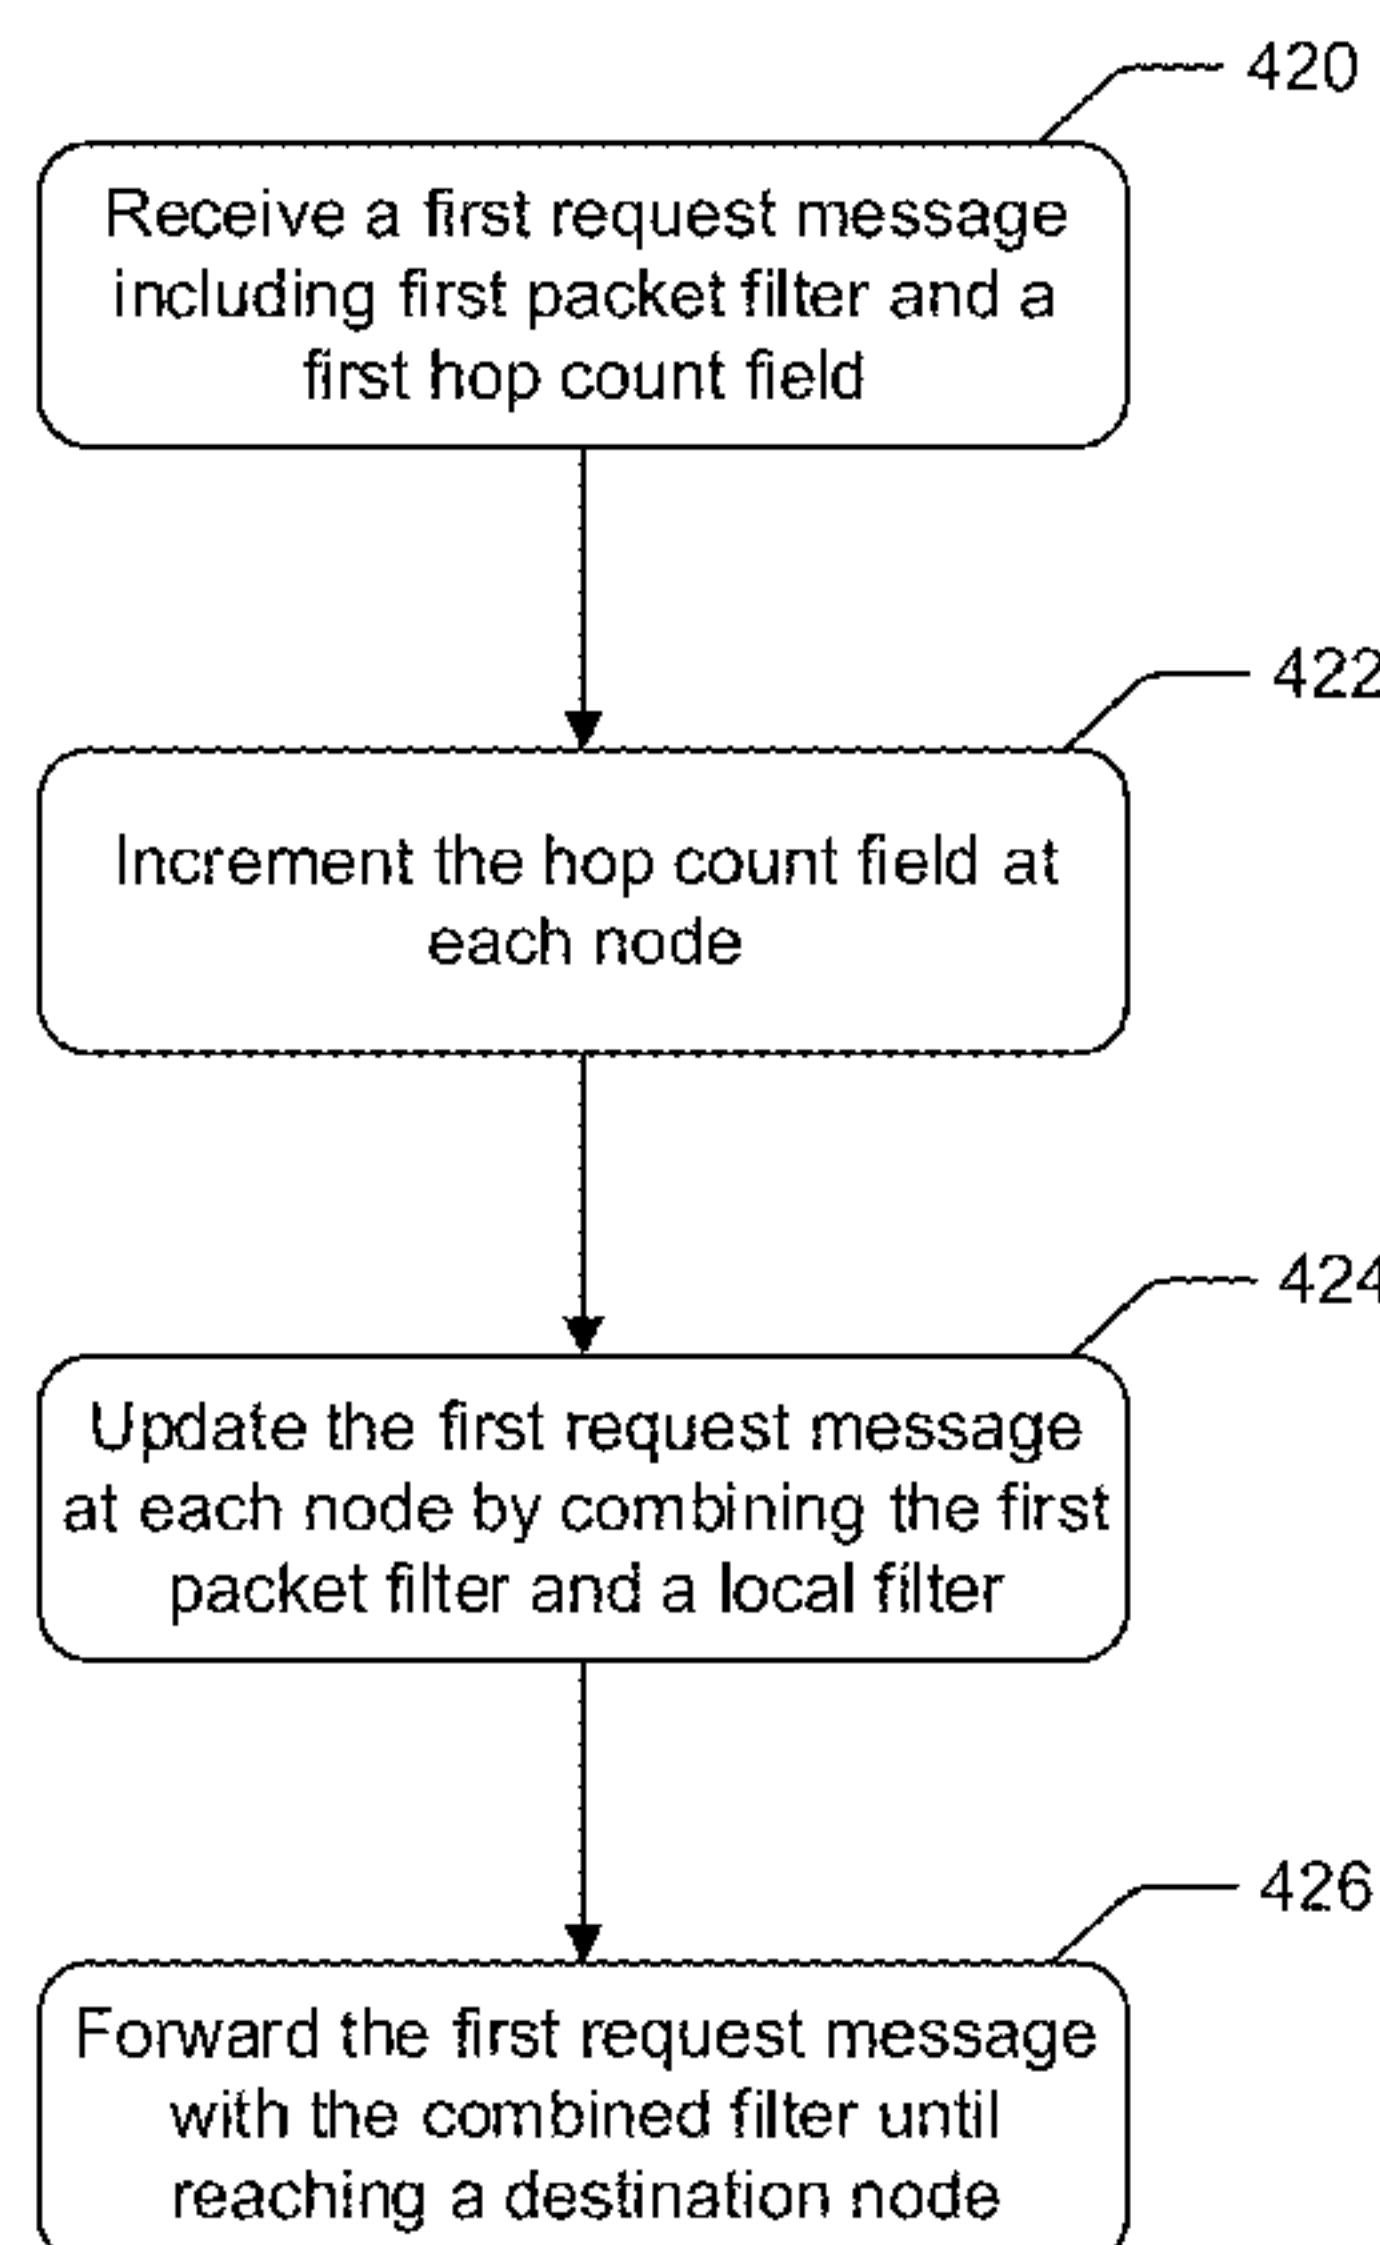 420
Receive a first request message
including first packet filter and a
first hop count field
422
Increment the hop count field at
each node
424
Update the first request message
at each node by combining the first
packet filter and a local filter
426
Forward the first request message
with the combined filter until
reaching a destination node